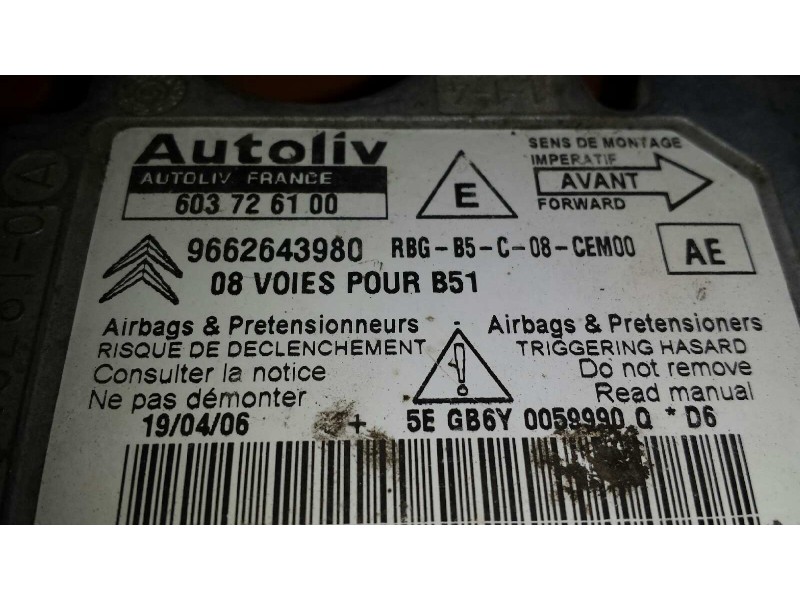 Autoliv
AUTOLIV FRANCE
603 726 61 00
E
SENS DE MONTAGE
IMPERATIF
AVANT
FORWARD
9662643980 RBG-B5-C-08-CEM00
AE
08 VOIES POUR B51
Airbags & Pretensionneurs
RISQUE DE DECLENCHEMENT
Consulter la notice
Ne pas démonter
!
Airbags & Pretensioners
TRIGGERING HASARD
Do not remove
Read manual
19/04/06 + 5E GB6Y 0059990 Q * D6
A